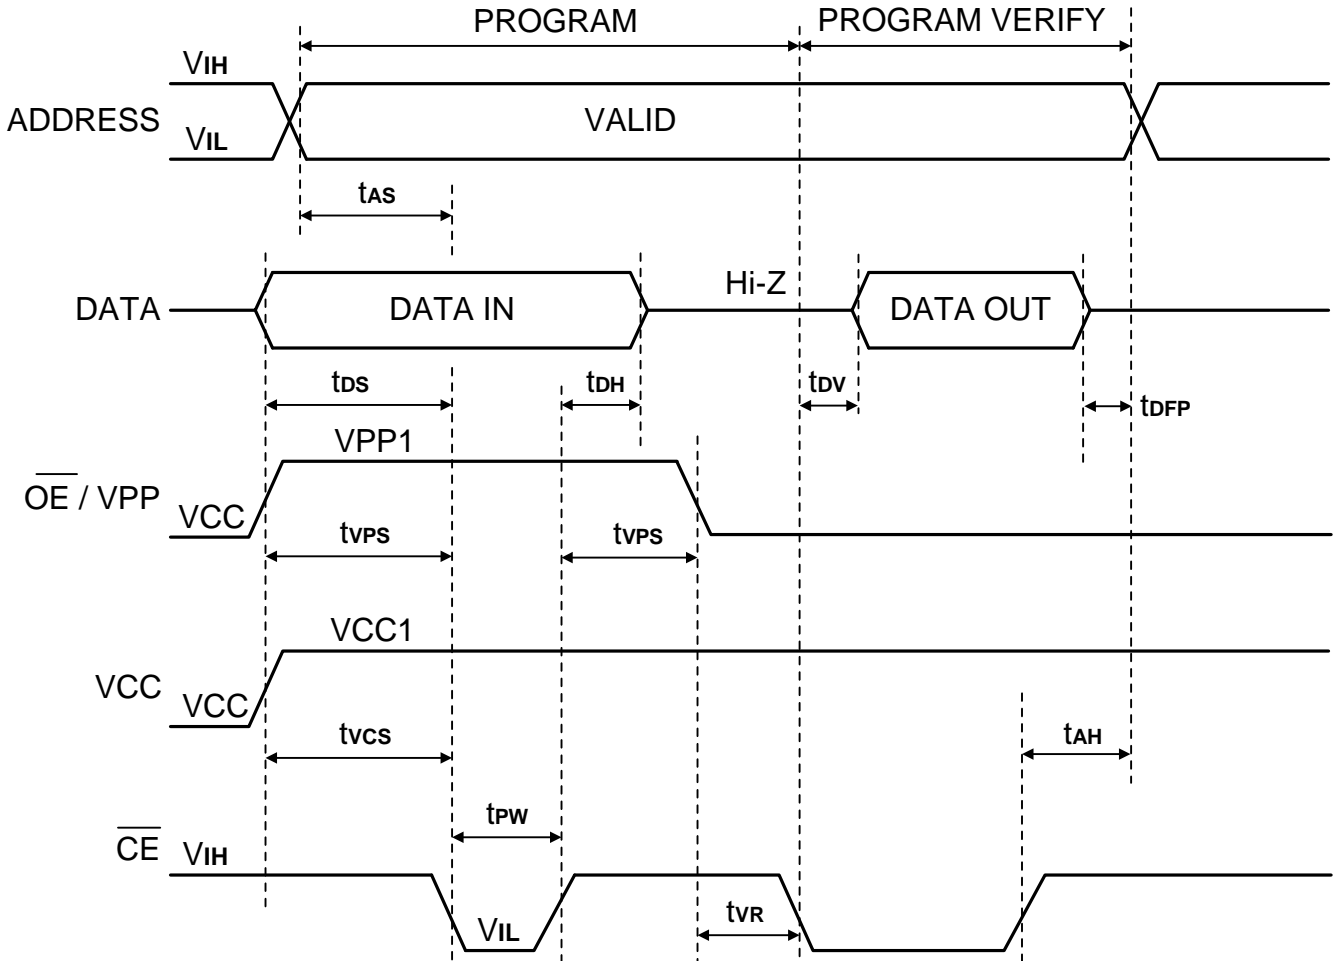 PROGRAM PROGRAM VERIFY
VIH
ADDRESS VALID
VIL
tAS
Hi-Z
DATA DATA IN DATA OUT
tDS tDH tDV tDFP
VPP1
OE / VPP VCC
tVPS tVPS
VCC1
VCC VCC
tVCS tAH
tPW
CE VIH
VIL tVR